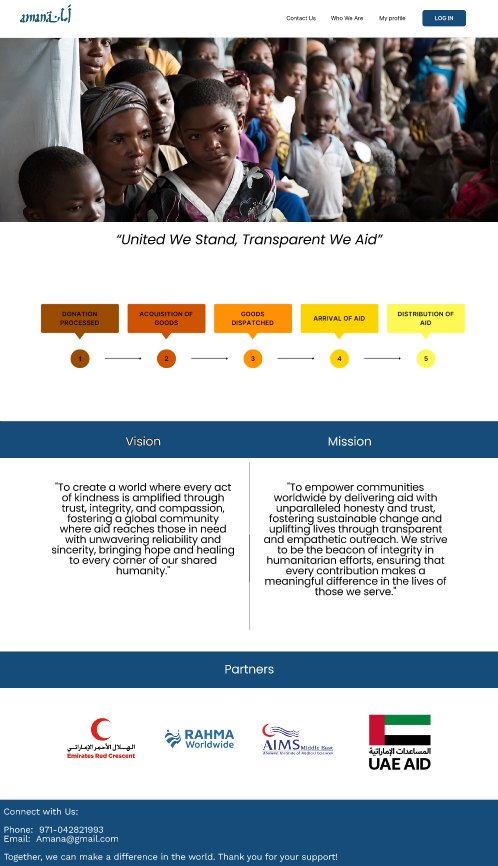 amanā أمانة
Contact Us
Who We Are
My profile
LOG IN
“United We Stand, Transparent We Aid”
DONATION
PROCESSED
ACQUISITION OF
GOODS
GOODS
DISPATCHED
ARRIVAL OF AID
DISTRIBUTION OF
AID
1
2
3
4
5
Vision
Mission
"To create a world where every act
of kindness is amplified through
trust, integrity, and compassion,
fostering a global community
where aid reaches those in need
with unwavering reliability and
sincerity, bringing hope and healing
to every corner of our shared
humanity."
"To empower communities
worldwide by delivering aid with
unparalleled honesty and trust,
fostering sustainable change and
uplifting lives through transparent
and empathetic outreach. We strive
to be the beacon of integrity in
humanitarian efforts, ensuring that
every contribution makes a
meaningful difference in the lives of
those we serve."
Partners
الهلال الأحمر الإماراتي
Emirates Red Crescent
RAHMA
Worldwide
AIMS Middle East
Institute of Medical Sciences
المساعدات الإماراتية
UAE AID
Connect with Us:
Phone: 971-042821993
Email: Amana@gmail.com
Together, we can make a difference in the world. Thank you for your support!